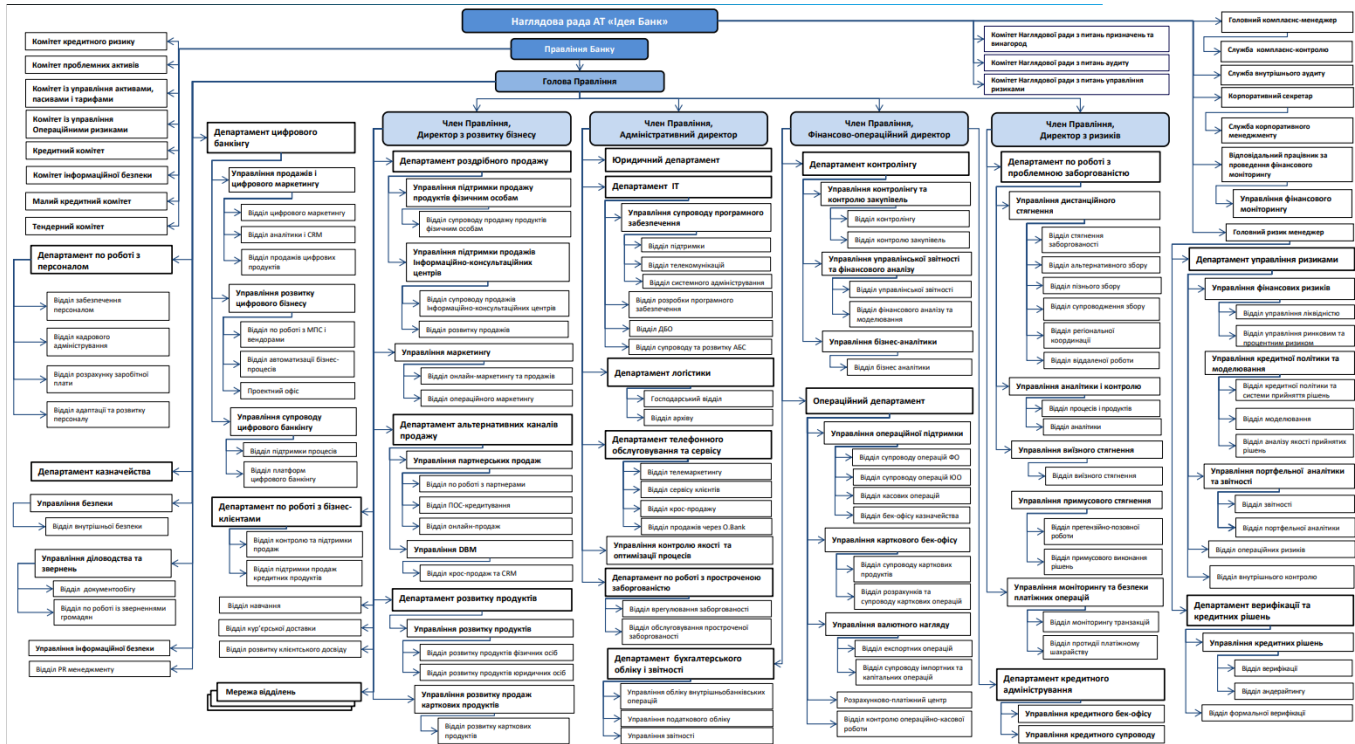 Наглядова рада АТ «Ідея Банк»
Правління Банку
Голова Правління
Комітет кредитного ризику
Комітет проблемних активів
Комітет із управління активами,
пасивами і тарифами
Комітет із управління
Операційними ризиками
Кредитний комітет
Комітет інформаційної безпеки
Малий кредитний комітет
Тендерний комітет
Департамент по роботі з
персоналом
Відділ забезпечення
персоналом
Відділ кадрового
адміністрування
Відділ розрахунку заробітної
плати
Відділ адаптації та розвитку
персоналу
Департамент казначейства
Управління безпеки
Відділ внутрішньої безпеки
Управління діловодства та
звернень
Відділ документообігу
Відділ по роботі із зверненнями
громадян
Управління інформаційної безпеки
Відділ PR менеджменту
Департамент цифрового
банкінгу
Управління продажів і
цифрового маркетингу
Відділ цифрового маркетингу
Відділ аналітики і CRM
Відділ продажів цифрових
продуктів
Управління розвитку
цифрового бізнесу
Відділ по роботі з МПС і
вендорами
Відділ автоматизації бізнес-
процесів
Проектний офіс
Управління супроводу
цифрового банкінгу
Відділ підтримки процесів
Відділ платформ
цифрового банкінгу
Департамент по роботі з бізнес-
клієнтами
Відділ контролю та підтримки
продаж
Відділ підтримки продаж
кредитних продуктів
Відділ навчання
Відділ кур'єрської доставки
Відділ розвитку клієнтського досвіду
Мережа відділень
Член Правління,
Директор з розвитку бізнесу
Департамент роздрібного продажу
Управління підтримки продажу
продуктів фізичним особам
Відділ супроводу продажу продуктів
фізичним особам
Управління підтримки продажів
Інформаційно-консультаційних
центрів
Відділ супроводу продажів
Інформаційно-консультаційних центрів
Відділ розвитку продажів
Управління маркетингу
Відділ онлайн-маркетингу та продажів
Відділ операційного маркетингу
Департамент альтернативних каналів
продажу
Управління партнерських продаж
Відділ по роботі з партнерами
Відділ ПОС-кредитування
Відділ онлайн-продаж
Управління DBM
Відділ крос-продаж та CRM
Департамент розвитку продуктів
Управління розвитку продуктів
Відділ розвитку продуктів фізичних осіб
Відділ розвитку продуктів юридичних осіб
Управління розвитку продаж
карткових продуктів
Відділ розвитку карткових
продуктів
Член Правління,
Адміністративний директор
Юридичний департамент
Департамент ІТ
Управління супроводу програмного
забезпечення
Відділ підтримки
Відділ телекомунікацій
Відділ системного адміністрування
Відділ розробки програмного
забезпечення
Відділ ДБО
Відділ супроводу та розвитку АБС
Департамент логістики
Господарський відділ
Відділ архіву
Департамент телефонного
обслуговування та сервісу
Відділ телемаркетингу
Відділ сервісу клієнтів
Відділ крос-продажу
Відділ продажів через O.Bank
Управління контролю якості та
оптимізації процесів
Департамент по роботі з простроченою
заборгованістю
Відділ врегулювання заборгованості
Відділ обслуговування простроченої
заборгованості
Департамент бухгалтерського
обліку і звітності
Управління обліку внутрішньобанківських
операцій
Управління податкового обліку
Управління звітності
Член Правління,
Фінансово-операційний директор
Департамент контролінгу
Управління контролінгу та
контролю закупівель
Відділ контролінгу
Відділ контролю закупівель
Управління управлінської звітності
та фінансового аналізу
Відділ управлінської звітності
Відділ фінансового аналізу та
моделювання
Управління бізнес-аналітики
Відділ бізнес аналітики
Операційний департамент
Управління операційної підтримки
Відділ супроводу операцій ФО
Відділ супроводу операцій ЮО
Відділ касових операцій
Відділ бек-офісу казначейства
Управління карткового бек-офісу
Відділ супроводу карткових
продуктів
Відділ розрахунків та
супроводу карткових операцій
Управління валютного нагляду
Відділ експортних операцій
Відділ супроводу імпортних та
капітальних операцій
Розрахунково-платіжний центр
Відділ контролю операційно-касової
роботи
Комітет Наглядової ради з питань призначень та
винагород
Комітет Наглядової ради з питань аудиту
Комітет Наглядової ради з питань управління
ризиками
Член Правління,
Директор з ризиків
Департамент по роботі з
проблемною заборгованістю
Управління дистанційного
стягнення
Відділ стягнення
заборгованості
Відділ альтернативного збору
Відділ пізнього збору
Відділ супроводження збору
Відділ регіональної
координації
Відділ віддаленої роботи
Управління аналітики і контролю
Відділ процесів і продуктів
Відділ аналітики
Управління виїзного стягнення
Відділ виїзного стягнення
Управління примусового стягнення
Відділ претензійно-позовної
роботи
Відділ примусового виконання
рішень
Управління моніторингу та безпеки
платіжних операцій
Відділ моніторингу транзакцій
Відділ протидії платіжному
шахрайству
Департамент кредитного
адміністрування
Управління кредитного бек-офісу
Управління кредитного супроводу
Головний комплаєнс-менеджер
Служба комплаєнс-контролю
Служба внутрішнього аудиту
Корпоративний секретар
Служба корпоративного
менеджменту
Відповідальний працівник за
проведення фінансового
моніторингу
Управління фінансового
моніторингу
Головний ризик менеджер
Департамент управління ризиками
Управління фінансових ризиків
Відділ управління ліквідністю
Відділ управління ринковим та
процентним ризиком
Управління кредитної політики та
моделювання
Відділ кредитної політики та
системи прийняття рішень
Відділ моделювання
Відділ аналізу якості прийнятих
рішень
Управління портфельної аналітики
та звітності
Відділ звітності
Відділ портфельної аналітики
Відділ операційних ризиків
Відділ внутрішнього контролю
Департамент верифікації та
кредитних рішень
Управління кредитних рішень
Відділ верифікації
Відділ андерайтингу
Відділ формальної верифікації